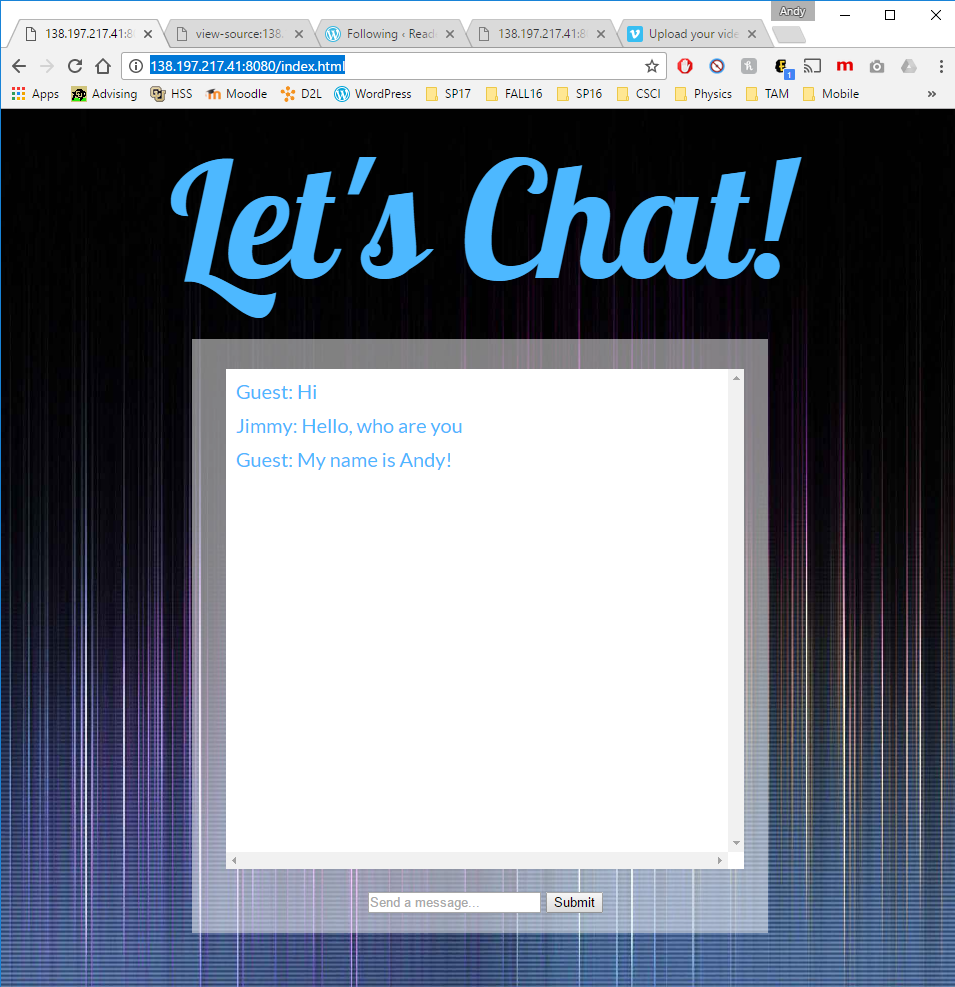 Andy
138.197.217.41:8
view-source:138.
Following ‹ Read
138.197.217.41:8
Upload your vide
138.197.217.41:8080/index.html
1
Apps Advising HSS Moodle D2L WordPress SP17 FALL16 SP16 CSCI Physics TAM Mobile »
Let's Chat!
Guest: Hi
Jimmy: Hello, who are you
Guest: My name is Andy!
Send a message... Submit